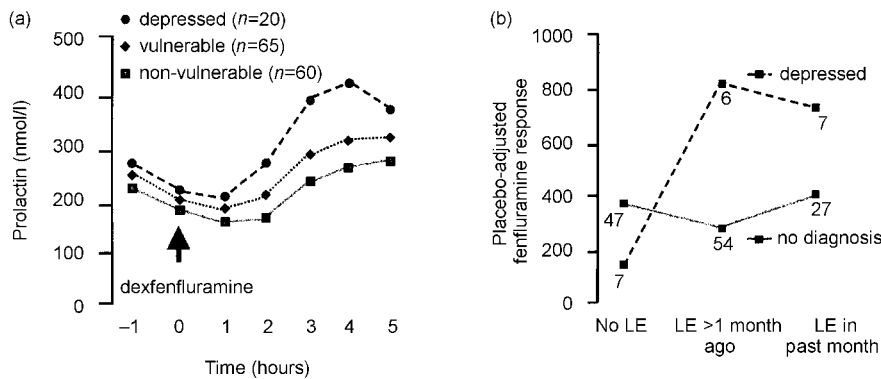 (a)
depressed (n=20)
vulnerable (n=65)
non-vulnerable (n=60)
Prolactin (nmol/l)
500
400
300
200
100
0
dexfenfluramine
–1 0 1 2 3 4 5
Time (hours)
(b)
Placebo-adjusted
fenfluramine response
1000
800
600
400
200
0
depressed
6
7
47
54
27
7
no diagnosis
No LE
LE >1 month
ago
LE in
past month